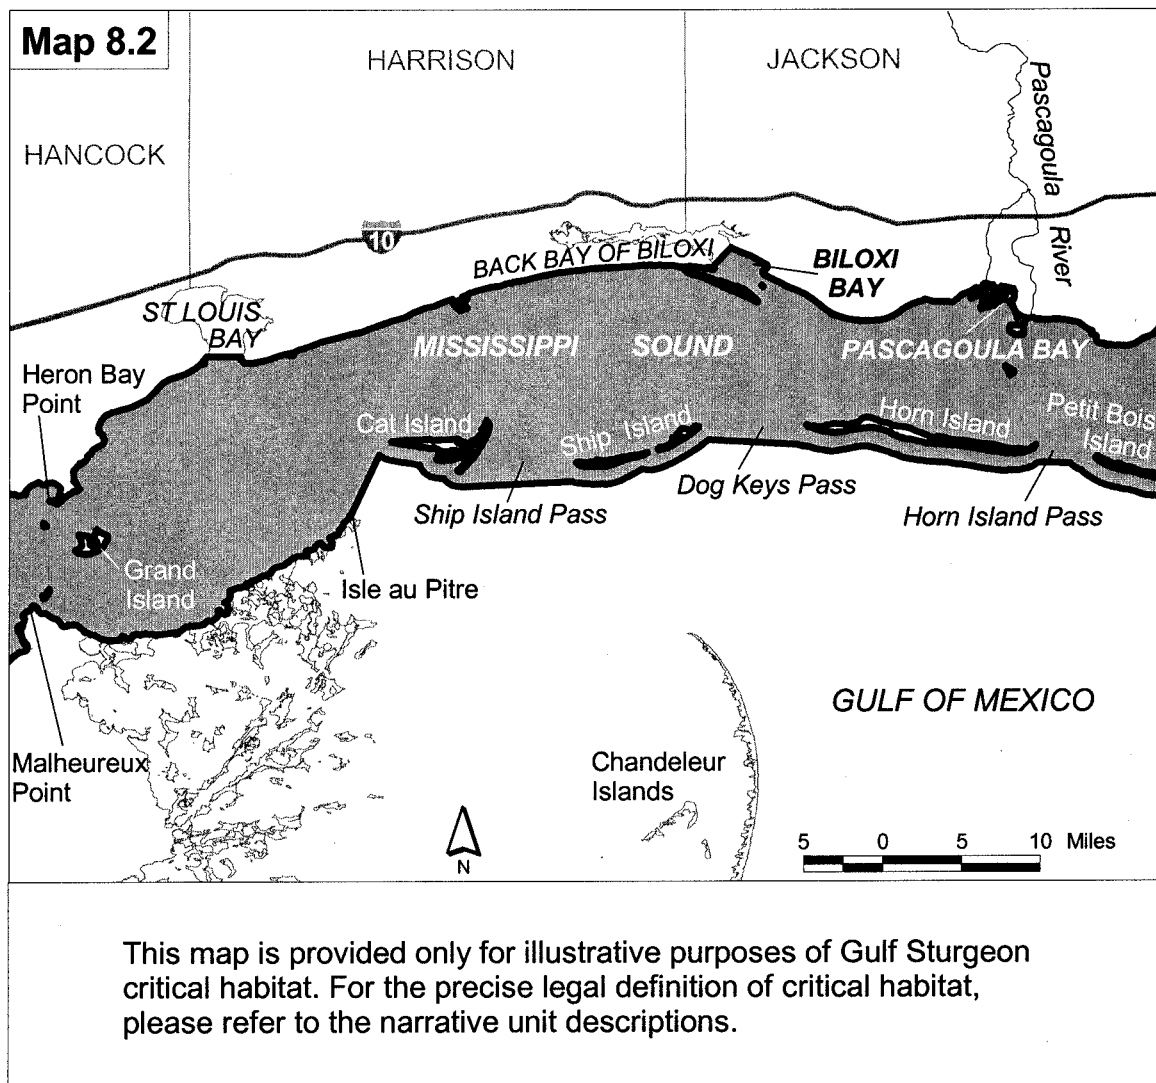 Map 8.2
HARRISON
JACKSON
HANCOCK
Pascagoula
River
10
BACK BAY OF BILOXI
BILOXI
BAY
ST LOUIS
BAY
MISSISSIPPI SOUND
PASCAGOULA BAY
Heron Bay
Point
Cat Island
Ship Island
Horn Island
Petit Bois
Island
Ship Island Pass
Dog Keys Pass
Horn Island Pass
Grand
Island
Isle au Pitre
GULF OF MEXICO
Malheureux
Point
Chandeleur
Islands
N
5 0 5 10 Miles
This map is provided only for illustrative purposes of Gulf Sturgeon
critical habitat. For the precise legal definition of critical habitat,
please refer to the narrative unit descriptions.